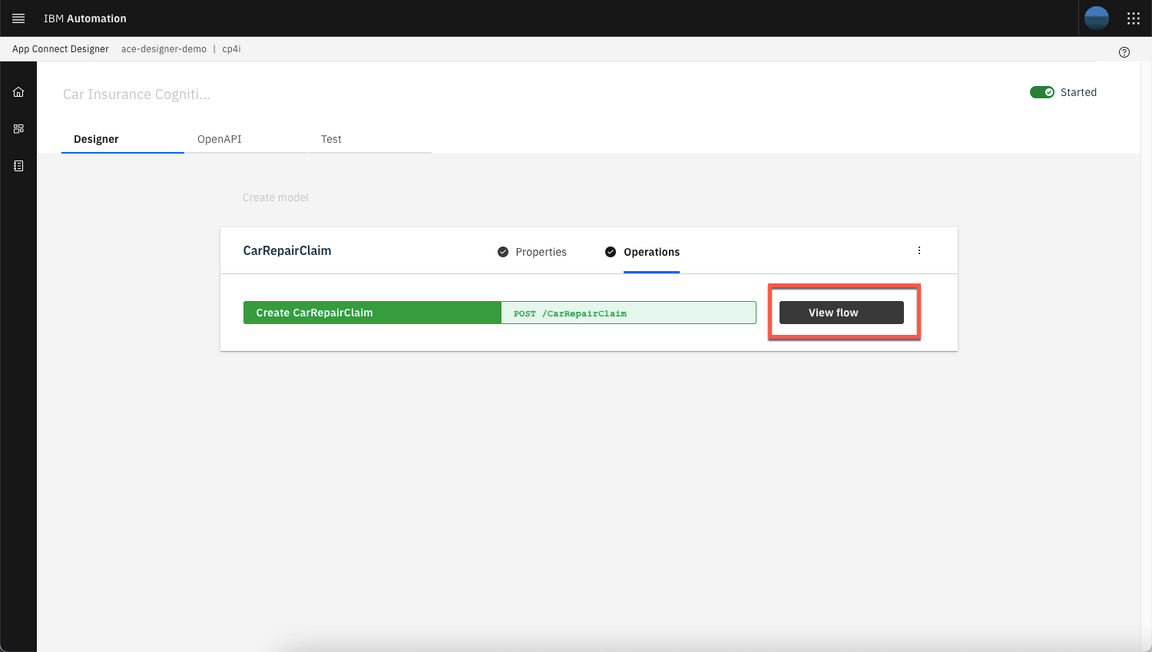 IBM Automation
App Connect Designer ace-designer-demo | cp4i
Car Insurance Cogniti...
Started
Designer OpenAPI Test
Create model
CarRepairClaim Properties Operations
Create CarRepairClaim POST /CarRepairClaim View flow